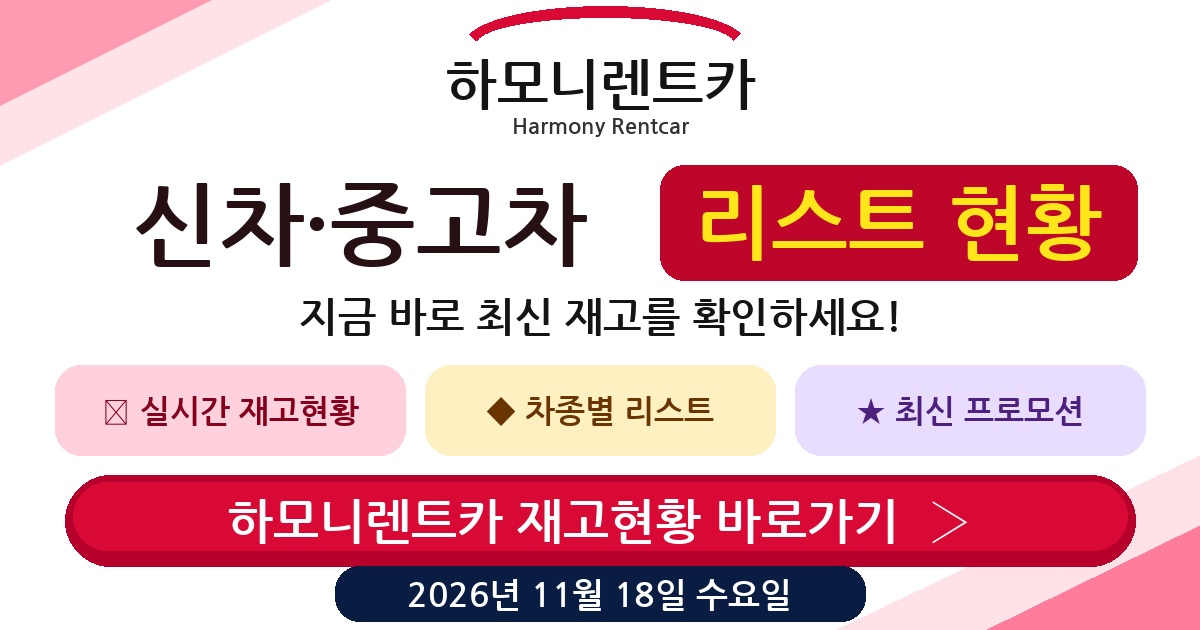 하모니렌트카
Harmony Rentcar
신차·중고차 리스트 현황
지금 바로 최신 재고를 확인하세요!
실시간 재고현황
◆ 차종별 리스트
★ 최신 프로모션
하모니렌트카 재고현황 바로가기 >
2026년 11월 18일 수요일